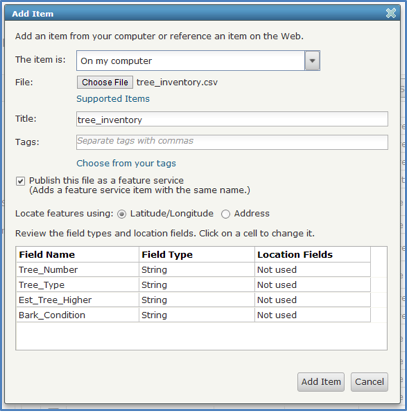 Add Item
Add an item from your computer or reference an item on the Web.
The item is: On my computer
File: Choose File tree_inventory.csv
Supported Items
Title: tree_inventory
Tags: Separate tags with commas
Choose from your tags
Publish this file as a feature service
(Adds a feature service item with the same name.)
Locate features using: Latitude/Longitude Address
Review the field types and location fields. Click on a cell to change it.
Field Name Field Type Location Fields
Tree_Number String Not used
Tree_Type String Not used
Est_Tree_Higher String Not used
Bark_Condition String Not used
Add Item Cancel